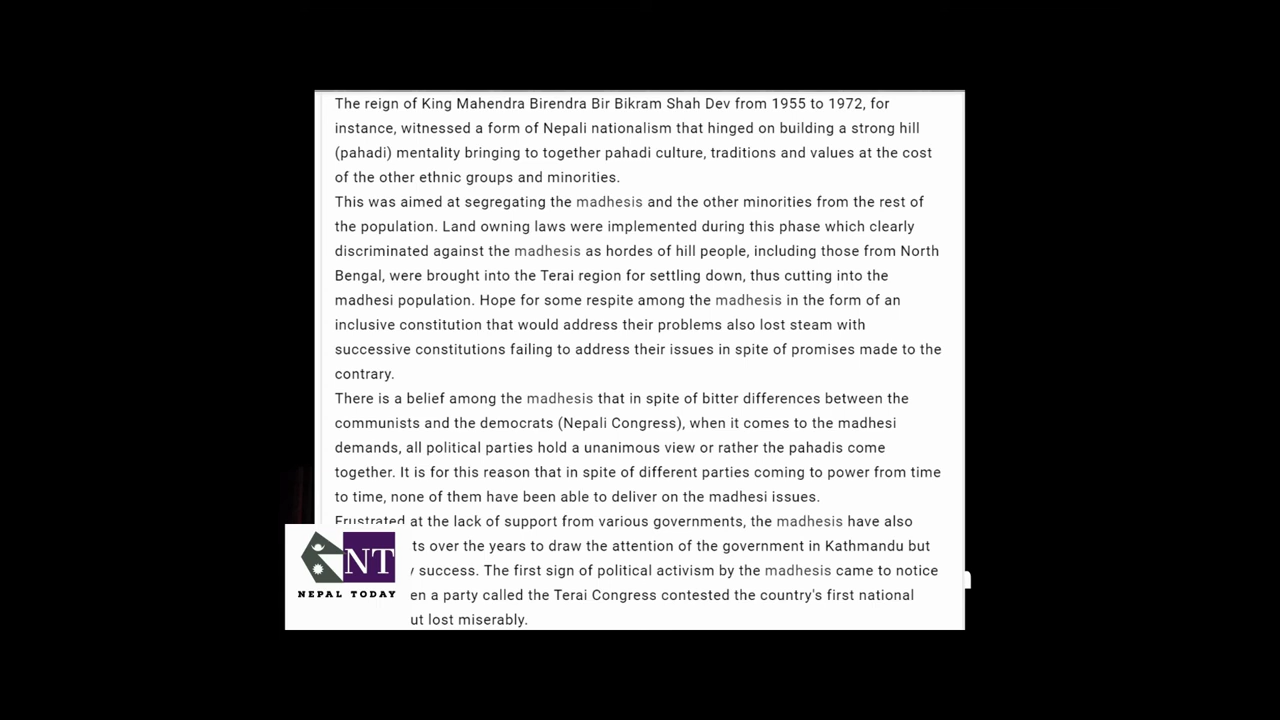 The reign of King Mahendra Birendra Bir Bikram Shah Dev from 1955 to 1972, for
instance, witnessed a form of Nepali nationalism that hinged on building a strong hill
(pahadi) mentality bringing to together pahadi culture, traditions and values at the cost
of the other ethnic groups and minorities.
This was aimed at segregating the madhesis and the other minorities from the rest of
the population. Land owning laws were implemented during this phase which clearly
discriminated against the madhesis as hordes of hill people, including those from North
Bengal, were brought into the Terai region for settling down, thus cutting into the
madhesi population. Hope for some respite among the madhesis in the form of an
inclusive constitution that would address their problems also lost steam with
successive constitutions failing to address their issues in spite of promises made to the
contrary.
There is a belief among the madhesis that in spite of bitter differences between the
communists and the democrats (Nepali Congress), when it comes to the madhesi
demands, all political parties hold a unanimous view or rather the pahadis come
together. It is for this reason that in spite of different parties coming to power from time
to time, none of them have been able to deliver on the madhesi issues.
Frustrated at the lack of support from various governments, the madhesis have also
ts over the years to draw the attention of the government in Kathmandu but
success. The first sign of political activism by the madhesis came to notice
en a party called the Terai Congress contested the country's first national
ut lost miserably.
NT
NEPAL TODAY